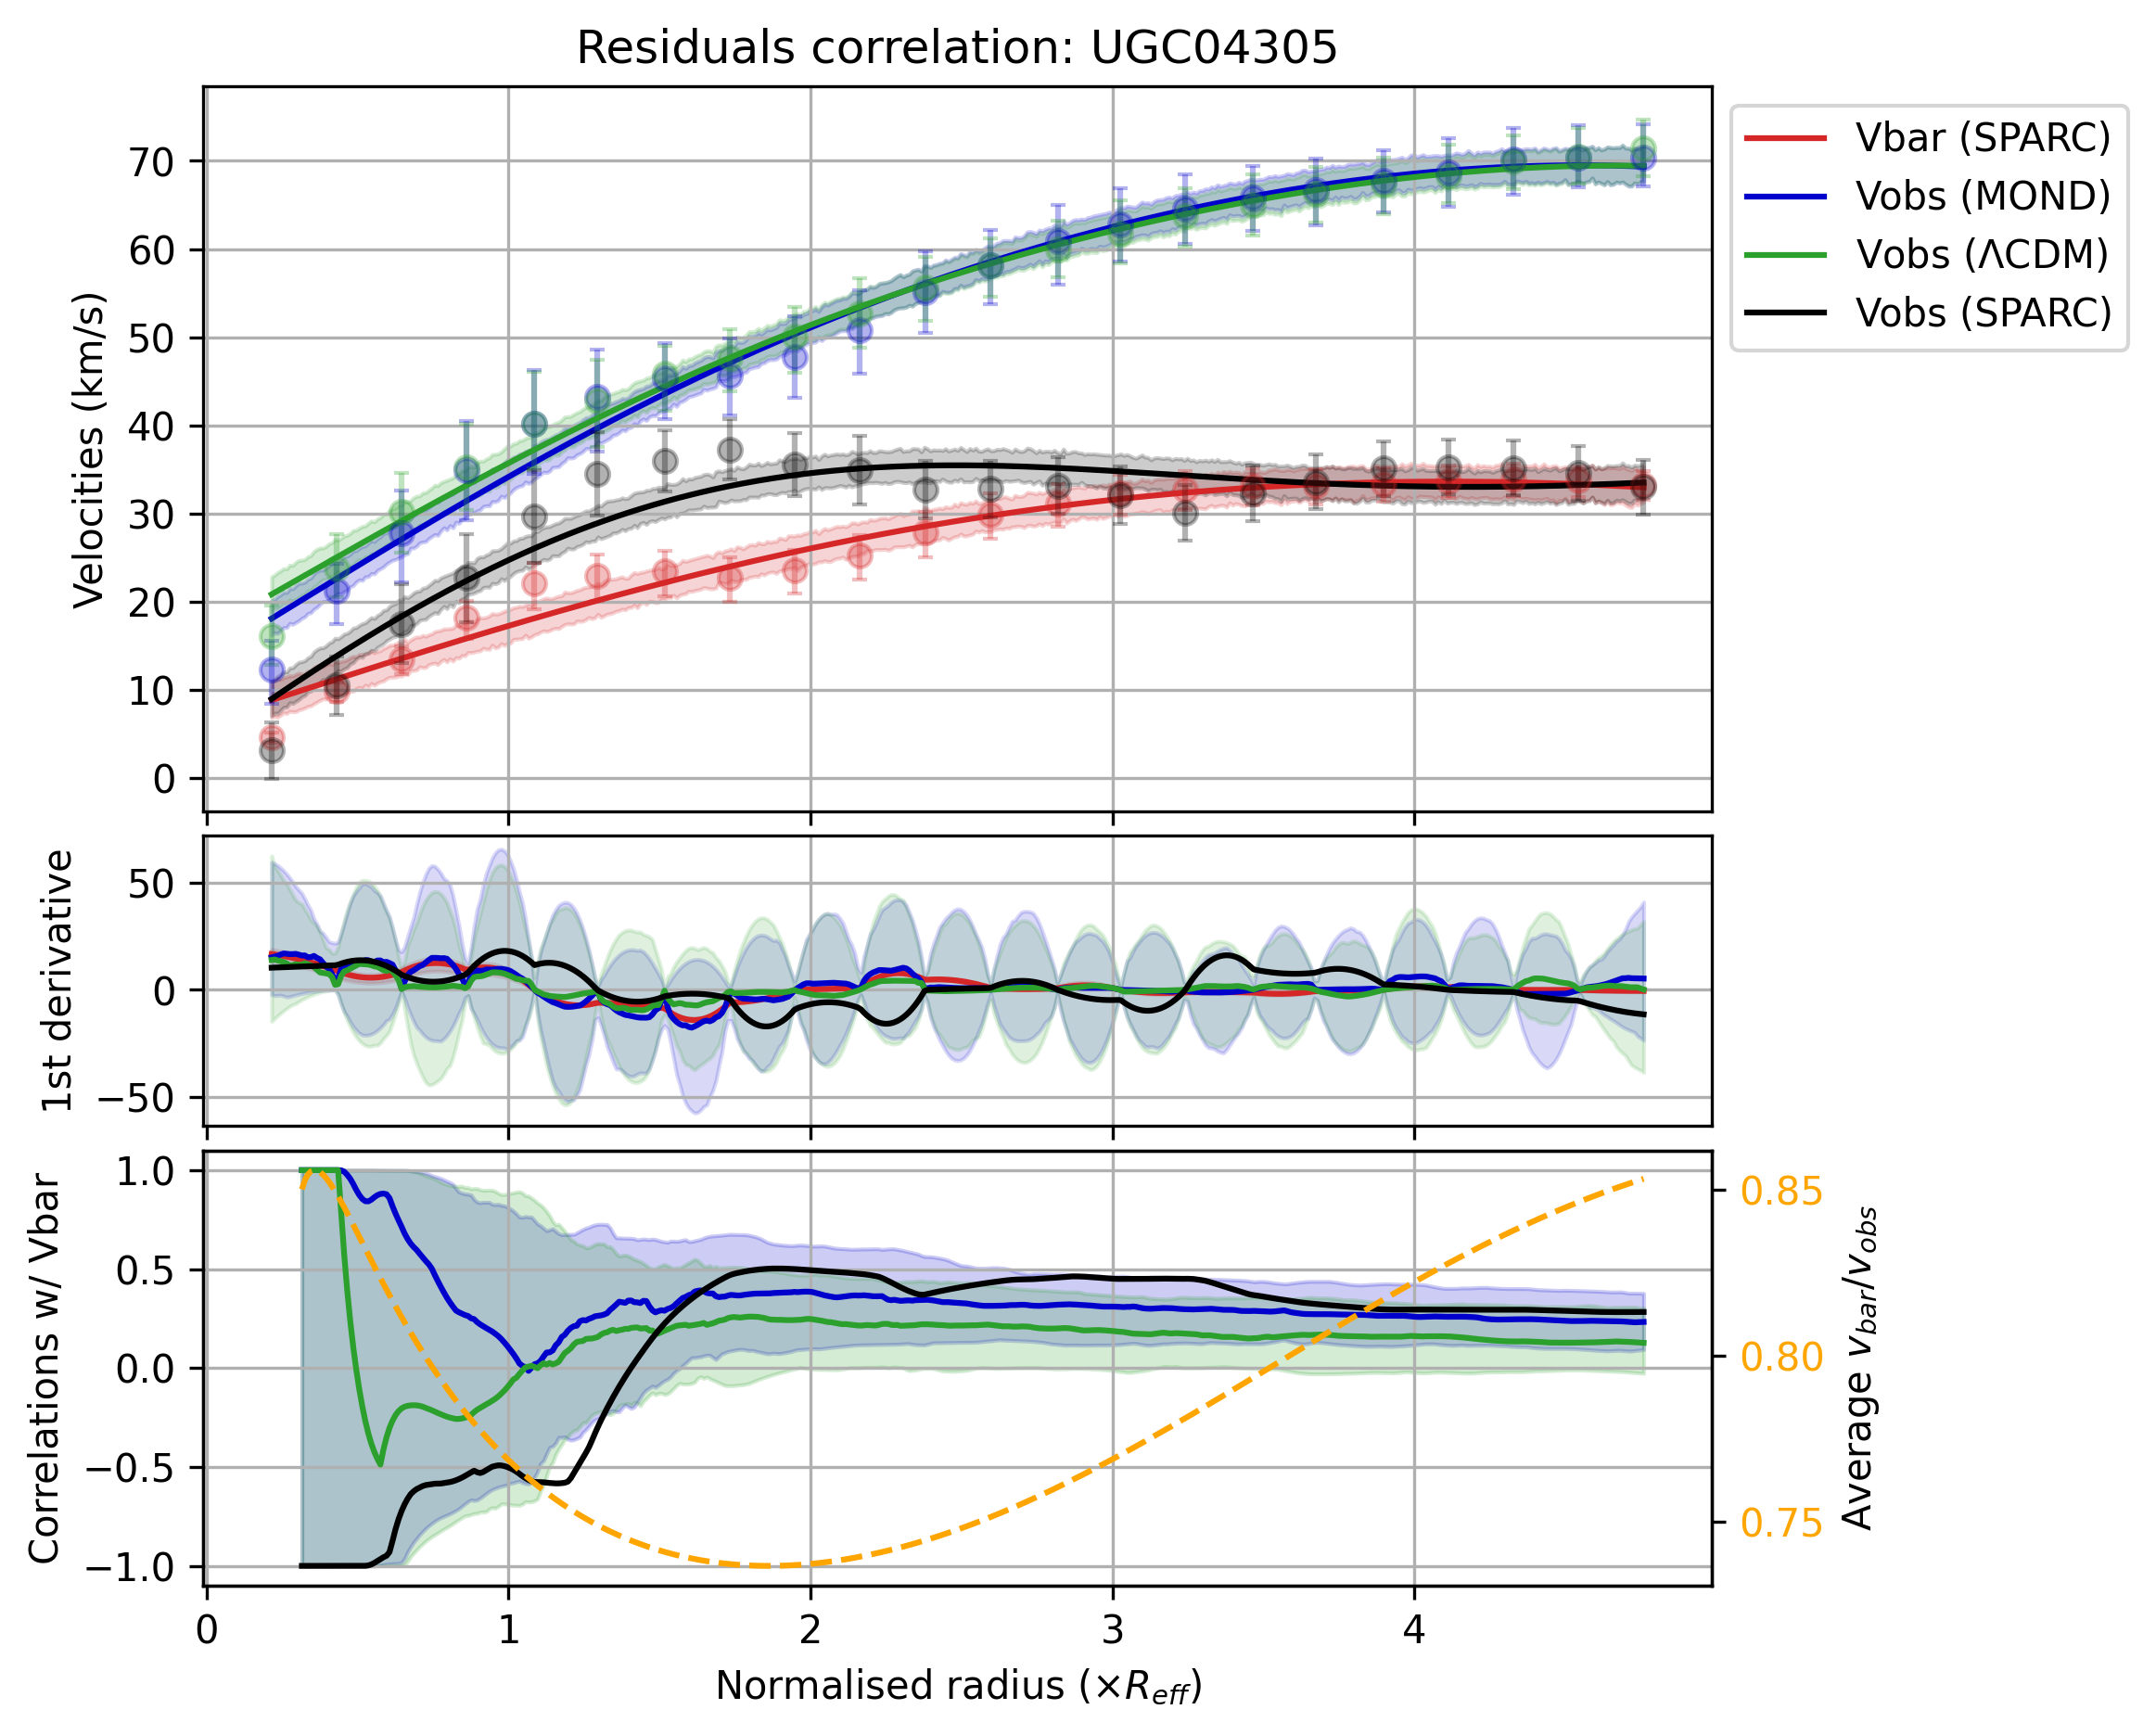 Residuals correlation: UGC04305
70
60
50
40
30
20
10
0
Velocities (km/s)
Vbar (SPARC)
Vobs (MOND)
Vobs (ΛCDM)
Vobs (SPARC)
50
0
−50
1st derivative
1.0
0.5
0.0
−0.5
−1.0
Correlations w/ Vbar
0.85
0.80
0.75
Average v_bar/v_obs
0 1 2 3 4
Normalised radius (×R_eff)